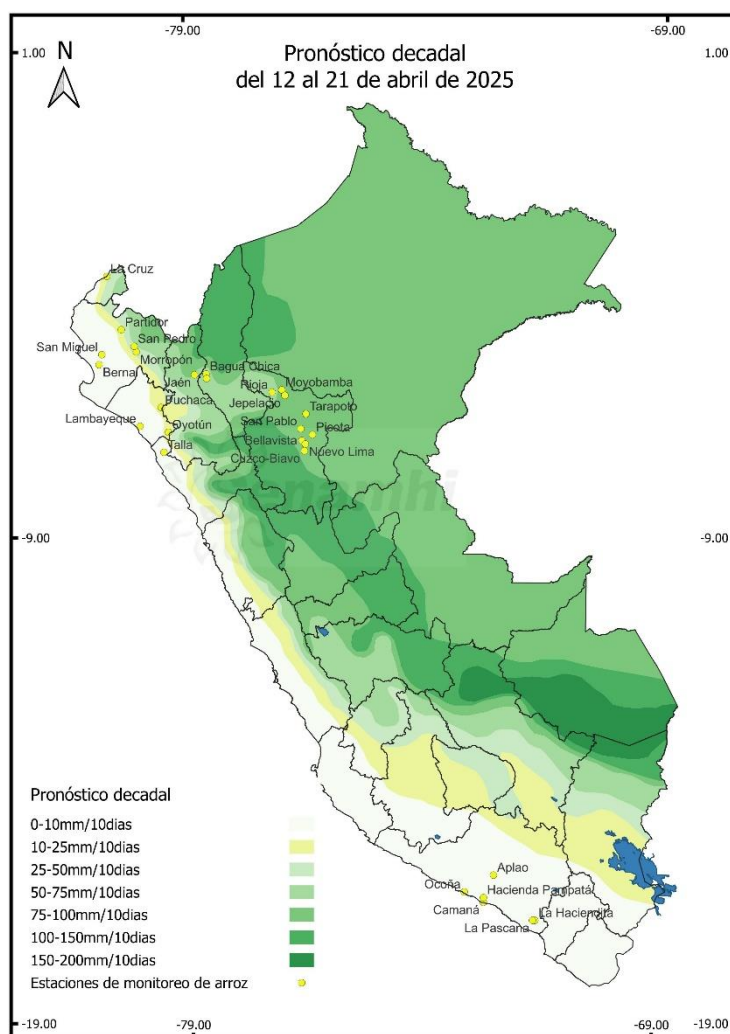 -79.00
-69.00
1.00
N
Pronóstico decadal
1.00
del 12 al 21 de abril de 2025
La Cruz
Partidor
San Pedro
San Miguel
Morropón
Bernal
Bagua Chica
Jaén
Rioja
Moyobamba
Jepelacio
Puchaca
Tarapoto
Lambayeque
Oyotún
San Pablo
Picota
Talla
Bellavista
Nuevo Lima
Cuzco-Biavo
enamhi
-9.00
-9.00
Pronóstico decadal
0-10mm/10dias
10-25mm/10dias
25-50mm/10dias
50-75mm/10dias
75-100mm/10dias
100-150mm/10dias
150-200mm/10dias
Estaciones de monitoreo de arroz
Aplao
Ocoña
Hacienda Pampatá
Camaná
La Haciendita
La Pascana
-19.00
-79.00
-69.00
-19.00